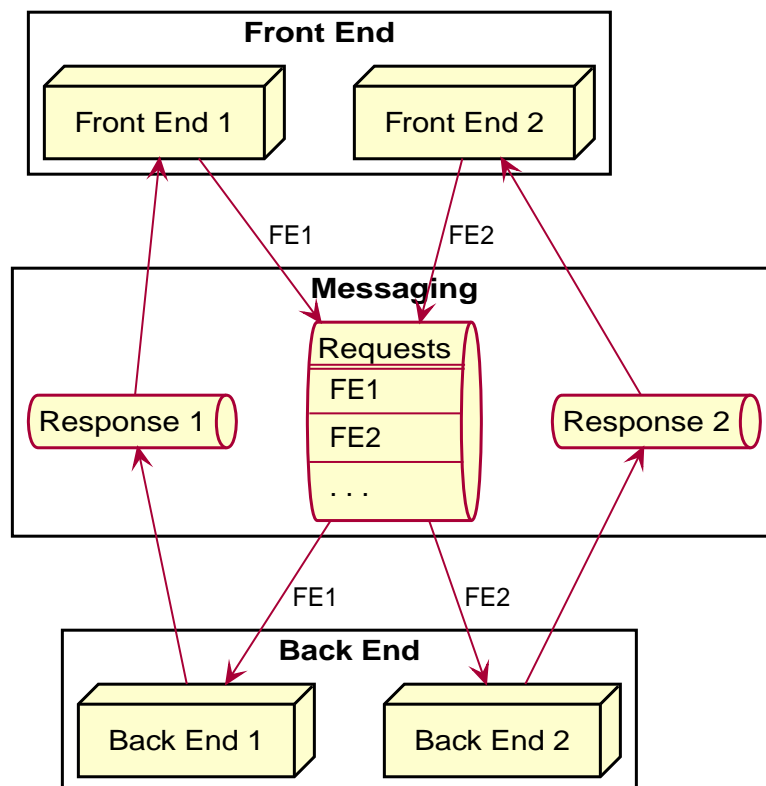 Front End
Front End 1
Front End 2
FE1
FE2
Messaging
Requests
FE1
Response 1
Response 2
FE2
. . .
FE1
FE2
Back End
Back End 1
Back End 2